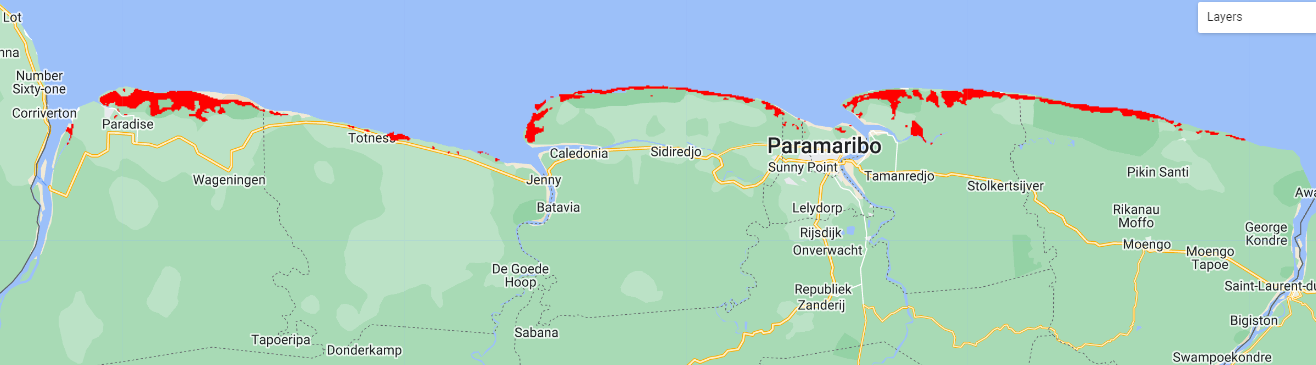 Lot
Layers
nna
Number
Sixty-one
Corriverton
Paradise
Totness
Paramaribo
Caledonia
Sidiredjo
Sunny Point
Wageningen
Jenny
Tamanredjo
Stolkertsijver
Pikin Santi
Awa
Batavia
Lelydorp
Rikanau
Moffo
Rijsdijk
George
Kondre
Onverwacht
Moengo
Moengo
Tapoe
De Goede
Hoop
Republiek
Zanderij
Saint-Laurent-du
Sabana
Bigiston
Tapoeripa
Donderkamp
Swampoekondre